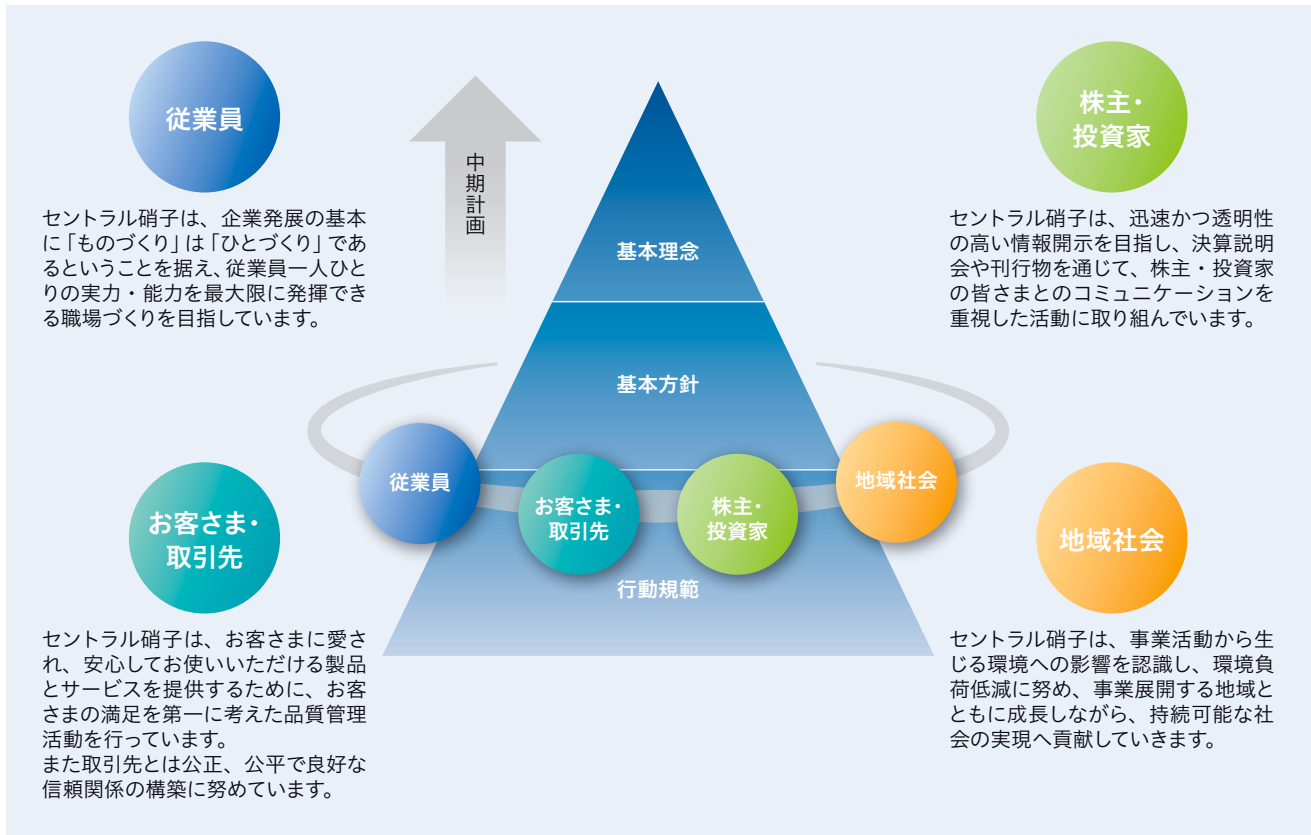 従業員
セントラル硝子は、企業発展の基本
に「ものづくり」は「ひとづくり」であ
るということを据え、従業員一人ひと
りの実力・能力を最大限に発揮でき
る職場づくりを目指しています。
お客さま・
取引先
セントラル硝子は、お客さまに愛さ
れ、安心してお使いいただける製品
とサービスを提供するために、お客
さまの満足を第一に考えた品質管理
活動を行っています。
また取引先とは公正、公平で良好な
信頼関係の構築に努めています。
中期計画
基本理念
基本方針
従業員
お客さま・
取引先
株主・
投資家
地域社会
行動規範
株主・
投資家
セントラル硝子は、迅速かつ透明性
の高い情報開示を目指し、決算説明
会や刊行物を通じて、株主・投資家
の皆さまとのコミュニケーションを
重視した活動に取り組んでいます。
地域社会
セントラル硝子は、事業活動から生
じる環境への影響を認識し、環境負
荷低減に努め、事業展開する地域と
ともに成長しながら、持続可能な社
会の実現へ貢献していきます。